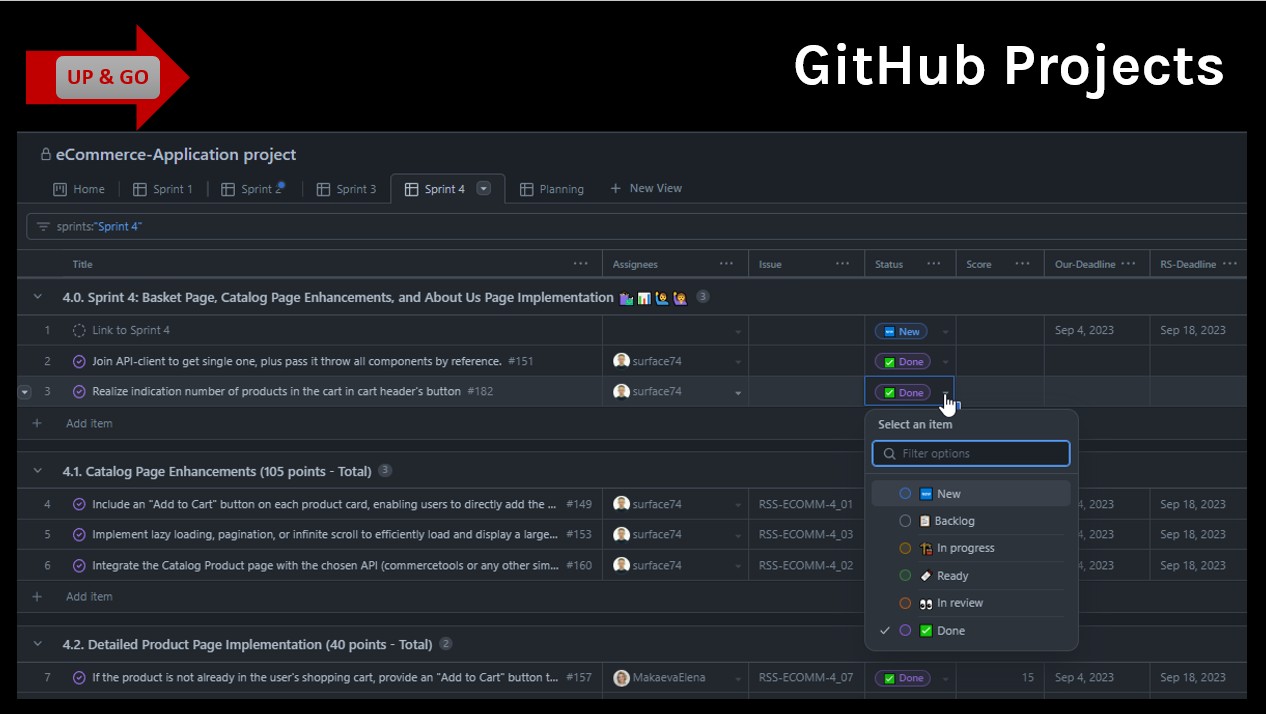 UP & GO
GitHub Projects
eCommerce-Application project
Home Sprint 1 Sprint 2 Sprint 3 Sprint 4 Planning + New View
sprints:"Sprint 4"
Title ... Assignees ... Issue ... Status ... Score ... Our-Deadline ... RS-Deadline ...
4.0. Sprint 4: Basket Page, Catalog Page Enhancements, and About Us Page Implementation 🛍️📊🙋‍♂️🙋 3
1 Link to Sprint 4 🆕 New Sep 4, 2023 Sep 18, 2023
2 Join API-client to get single one, plus pass it throw all components by reference. #151 surface74 ✅ Done
3 Realize indication number of products in the cart in cart header's button #182 surface74 ✅ Done
+ Add item
Select an item
Filter options
🆕 New
📋 Backlog
🏗 In progress
Ready
👀 In review
✅ Done
4.1. Catalog Page Enhancements (105 points - Total) 3
4 Include an "Add to Cart" button on each product card, enabling users to directly add the ... #149 surface74 RSS-ECOMM-4_01 4, 2023 Sep 18, 2023
5 Implement lazy loading, pagination, or infinite scroll to efficiently load and display a large... #153 surface74 RSS-ECOMM-4_03 4, 2023 Sep 18, 2023
6 Integrate the Catalog Product page with the chosen API (commercetools or any other sim... #160 surface74 RSS-ECOMM-4_02 4, 2023 Sep 18, 2023
+ Add item
4.2. Detailed Product Page Implementation (40 points - Total) 2
7 If the product is not already in the user's shopping cart, provide an "Add to Cart" button t... #157 MakaevaElena RSS-ECOMM-4_07 ✅ Done 15 Sep 4, 2023 Sep 18, 2023